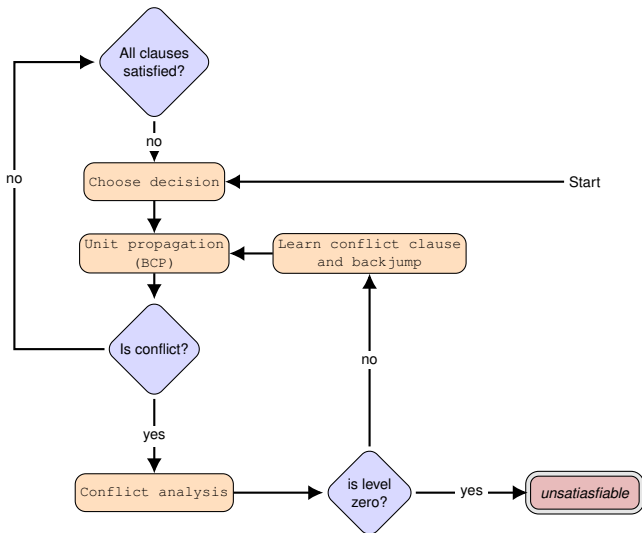 All clauses
satisfied?
no
no
Choose decision
Start
Unit propagation
(BCP)
Learn conflict clause
and backjump
Is conflict?
no
yes
Conflict analysis
is level
zero?
yes
unsatiasfiable